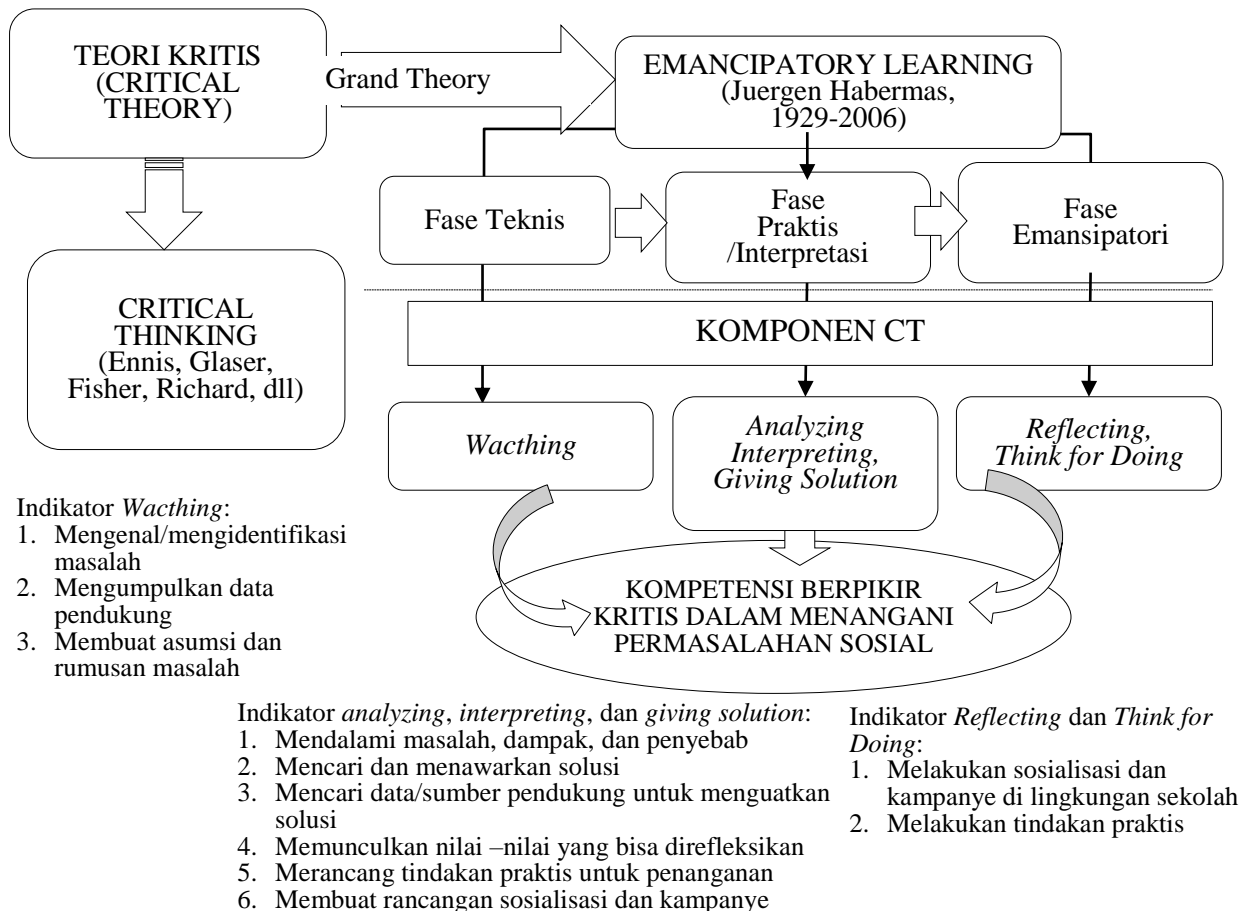 TEORI KRITIS
(CRITICAL
THEORY)
Grand Theory
EMANCIPATORY LEARNING
(Juergen Habermas,
1929-2006)
Fase Teknis
Fase
Praktis
/Interpretasi
Fase
Emansipatori
CRITICAL
THINKING
(Ennis, Glaser,
Fisher, Richard, dll)
KOMPONEN CT
Wacthing
Analyzing
Interpreting,
Giving Solution
Reflecting,
Think for Doing
KOMPETENSI BERPIKIR
KRITIS DALAM MENANGANI
PERMASALAHAN SOSIAL
Indikator Wacthing:
1. Mengenal/mengidentifikasi
masalah
2. Mengumpulkan data
pendukung
3. Membuat asumsi dan
rumusan masalah
Indikator analyzing, interpreting, dan giving solution:
1. Mendalami masalah, dampak, dan penyebab
2. Mencari dan menawarkan solusi
3. Mencari data/sumber pendukung untuk menguatkan
solusi
4. Memunculkan nilai –nilai yang bisa direfleksikan
5. Merancang tindakan praktis untuk penanganan
6. Membuat rancangan sosialisasi dan kampanye
Indikator Reflecting dan Think for
Doing:
1. Melakukan sosialisasi dan
kampanye di lingkungan sekolah
2. Melakukan tindakan praktis